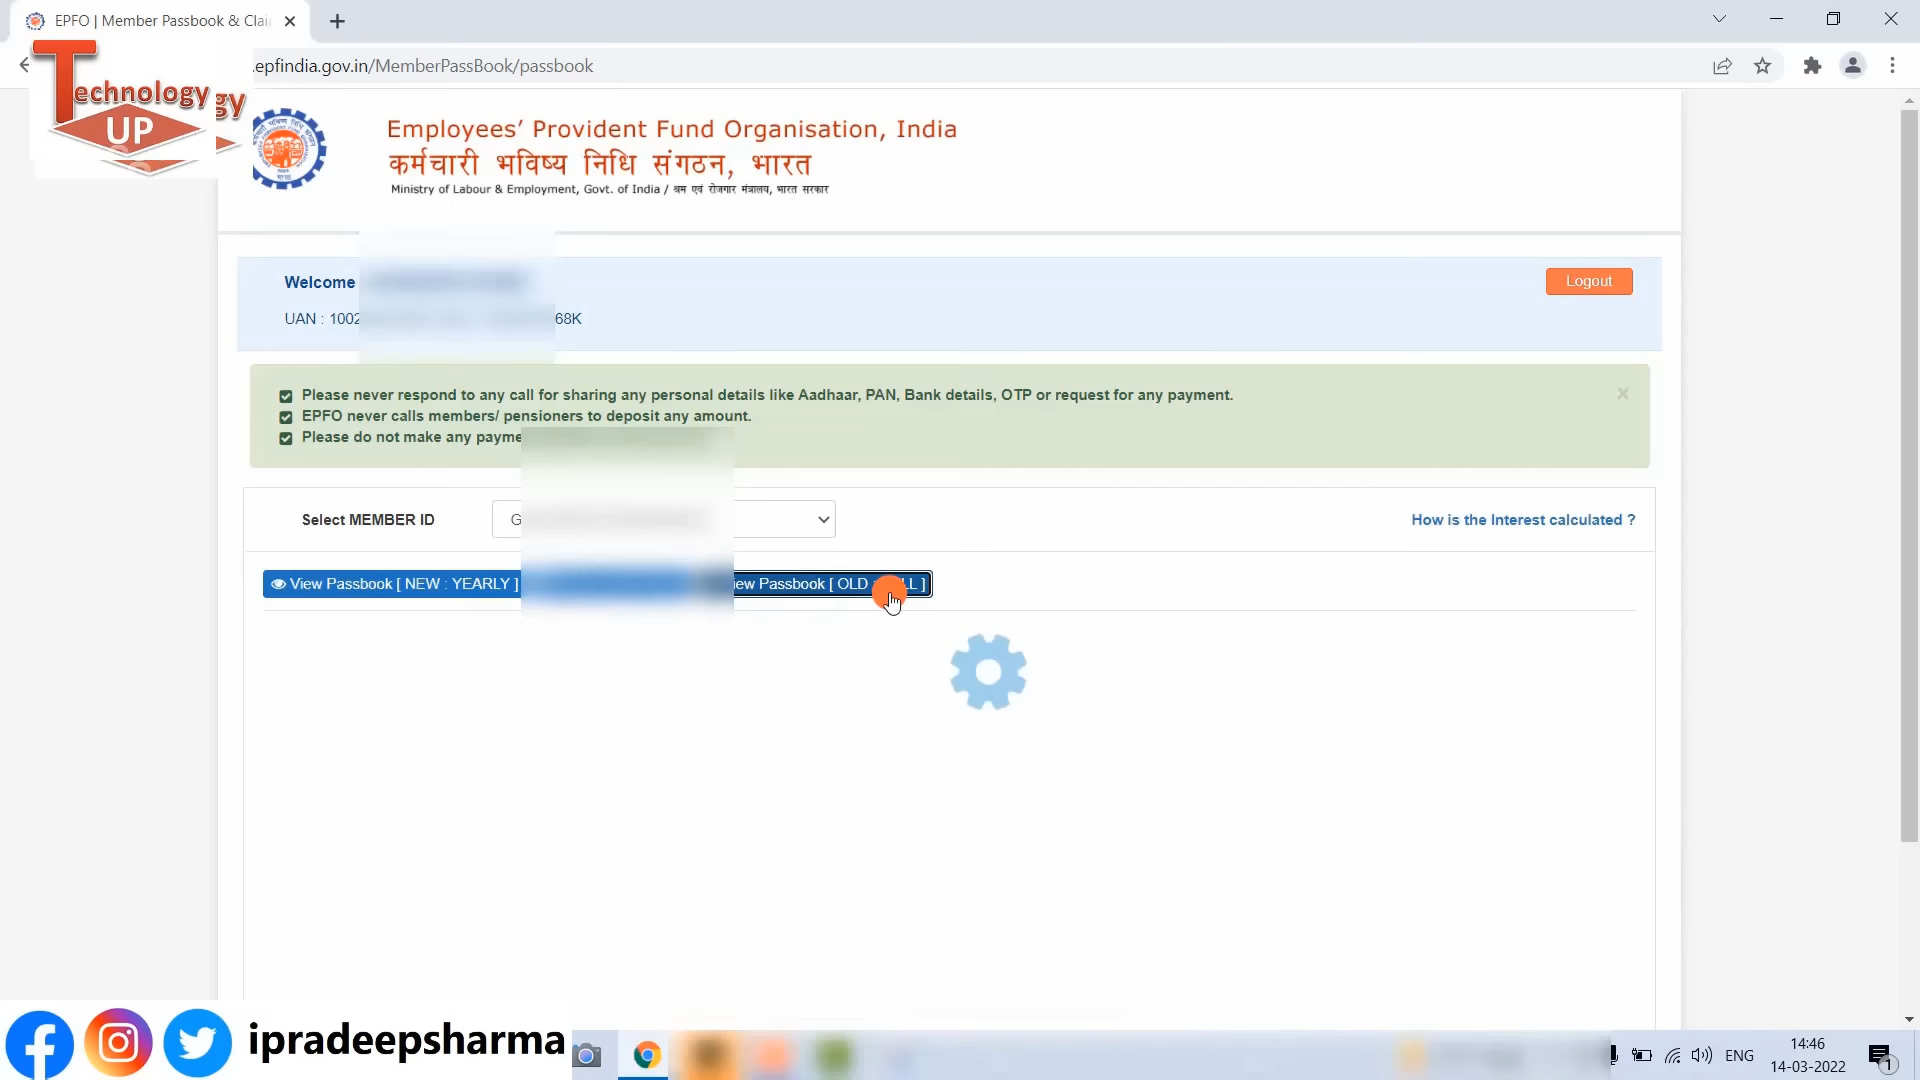 EPFO | Member Passbook & Clai
Technology
gy
UP
.epfindia.gov.in/MemberPassBook/passbook
Employees' Provident Fund Organisation, India
कर्मचारी भविष्य निधि संगठन, भारत
Ministry of Labour & Employment, Govt. of India / श्रम एवं रोजगार मंत्रालय, भारत सरकार
Welcome
Logout
UAN : 1002 68K
Please never respond to any call for sharing any personal details like Aadhaar, PAN, Bank details, OTP or request for any payment.
EPFO never calls members/ pensioners to deposit any amount.
Please do not make any payme
Select MEMBER ID
G
How is the Interest calculated ?
View Passbook [ NEW : YEARLY ]
iew Passbook [ OLD : LL ]
ipradeepsharma
ENG
14:46
14-03-2022
1